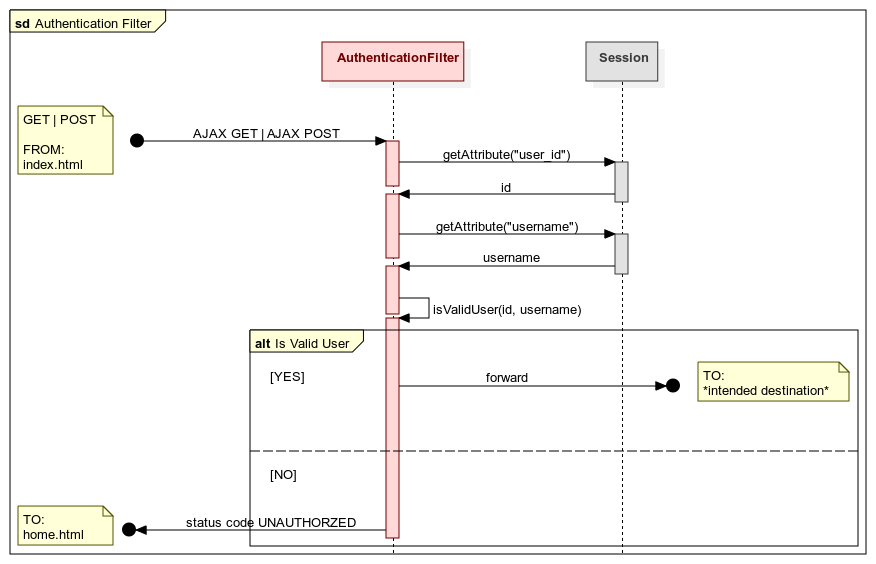 sd Authentication Filter
AuthenticationFilter
Session
GET | POST
FROM:
index.html
AJAX GET | AJAX POST
getAttribute("user_id")
id
getAttribute("username")
username
isValidUser(id, username)
alt Is Valid User
[YES]
forward
TO:
*intended destination*
[NO]
TO:
home.html
status code UNAUTHORZED